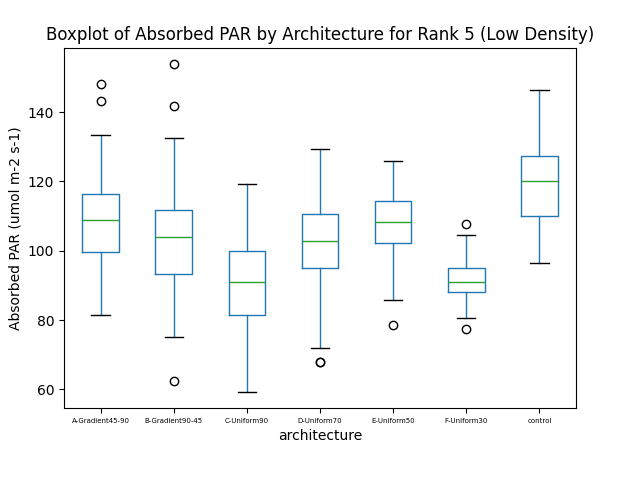 Boxplot of Absorbed PAR by Architecture for Rank 5 (Low Density)
Absorbed PAR (umol m-2 s-1)
140
120
100
80
60
A-Gradient45-90 B-Gradient90-45 C-Uniform90 D-Uniform70 E-Uniform50 F-Uniform30 control
architecture